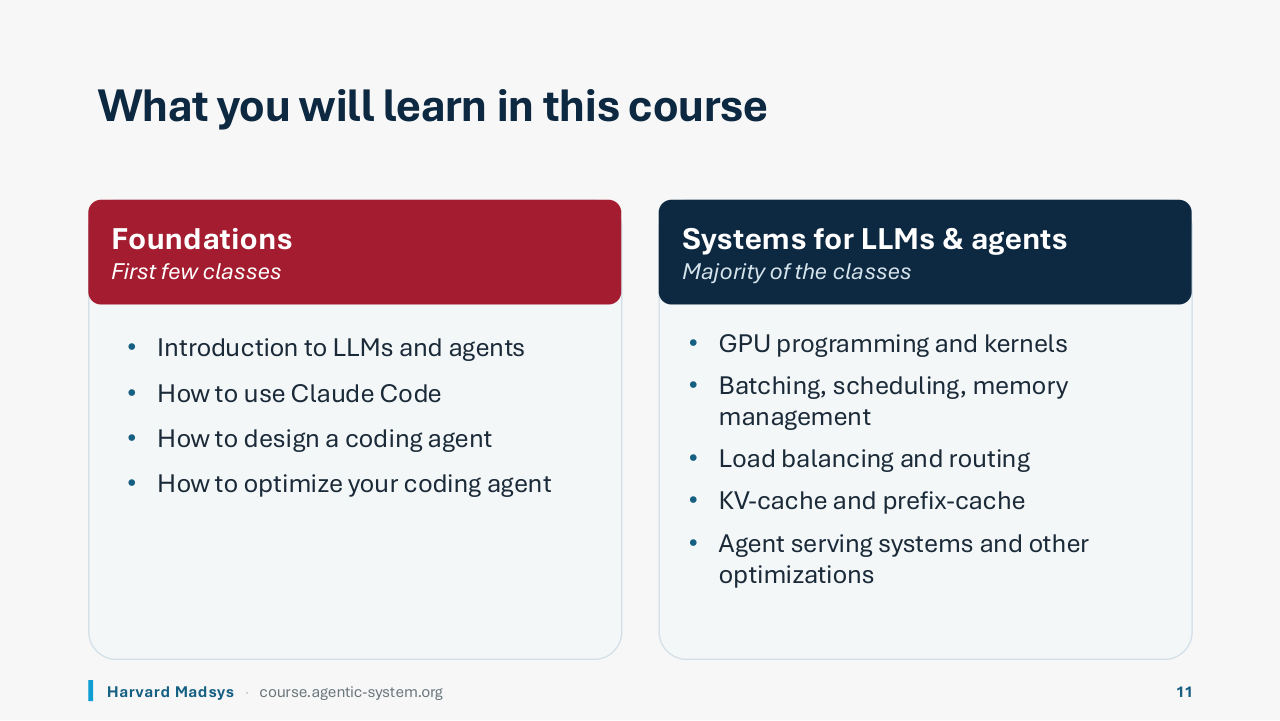 What you will learn in this course
Foundations
First few classes
• Introduction to LLMs and agents
• How to use Claude Code
• How to design a coding agent
• How to optimize your coding agent
Systems for LLMs & agents
Majority of the classes
• GPU programming and kernels
• Batching, scheduling, memory
management
• Load balancing and routing
• KV-cache and prefix-cache
• Agent serving systems and other
optimizations
Harvard Madsys · course.agentic-system.org
11